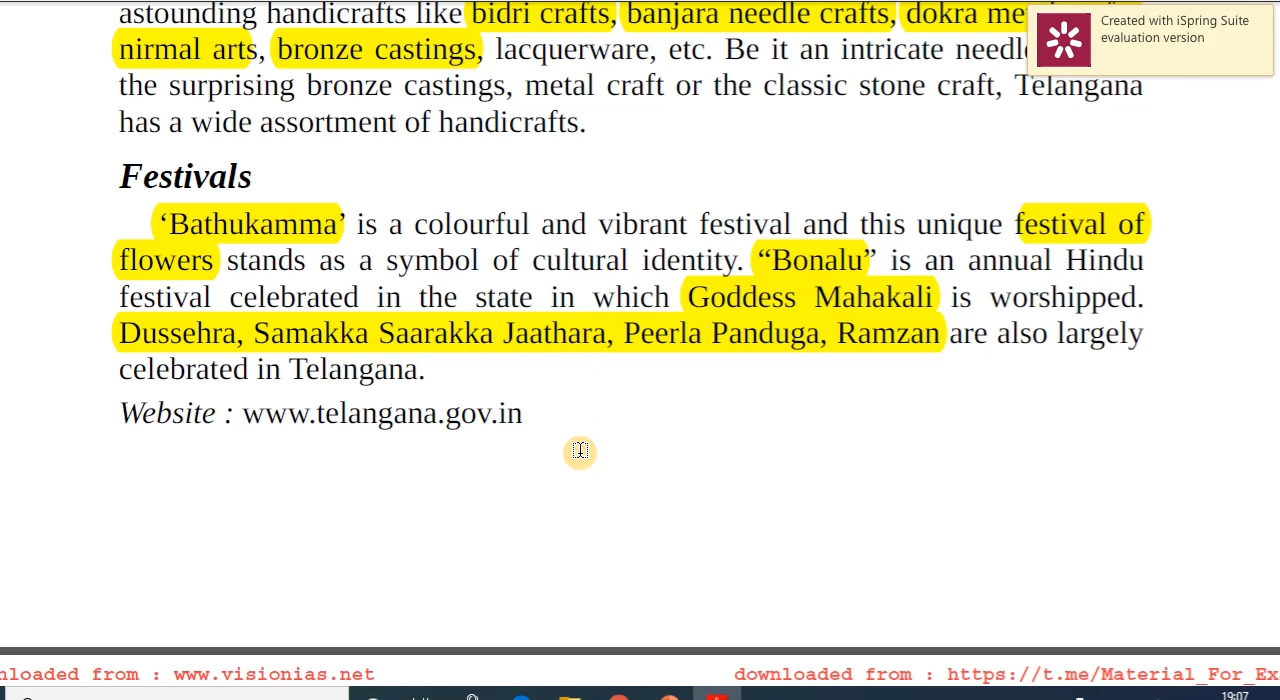 astounding handicrafts like bidri crafts, banjara needle crafts, dokra
nirmal arts, bronze castings, lacquerware, etc. Be it an intricate
the surprising bronze castings, metal craft or the classic stone craft, Telangana
has a wide assortment of handicrafts.
Created with iSpring Suite
evaluation version
Festivals
‘Bathukamma’ is a colourful and vibrant festival and this unique festival of
flowers stands as a symbol of cultural identity. “Bonalu” is an annual Hindu
festival celebrated in the state in which Goddess Mahakali is worshipped.
Dussehra, Samakka Saarakka Jaathara, Peerla Panduga, Ramzan are also largely
celebrated in Telangana.
Website : www.telangana.gov.in
nloaded from : www.visionias.net
downloaded from : https://t.me/Material_For_Ex
19:07